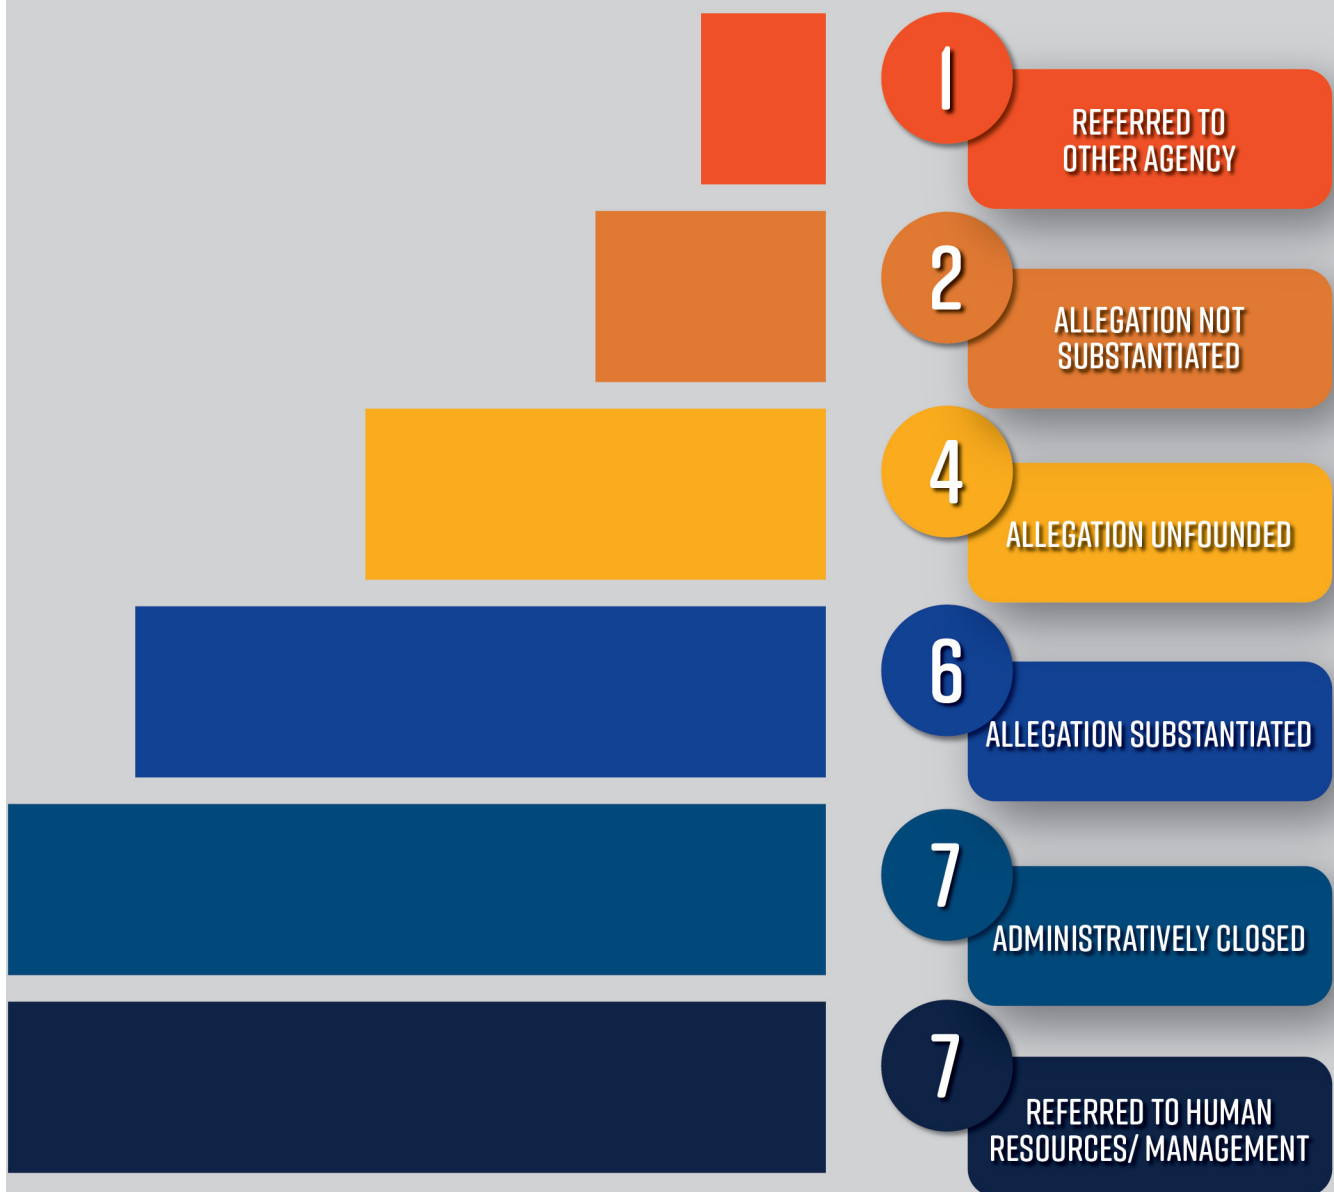 1
REFERRED TO
OTHER AGENCY
2
ALLEGATION NOT
SUBSTANTIATED
4
ALLEGATION UNFOUNDED
6
ALLEGATION SUBSTANTIATED
7
ADMINISTRATIVELY CLOSED
7
REFERRED TO HUMAN
RESOURCES/ MANAGEMENT